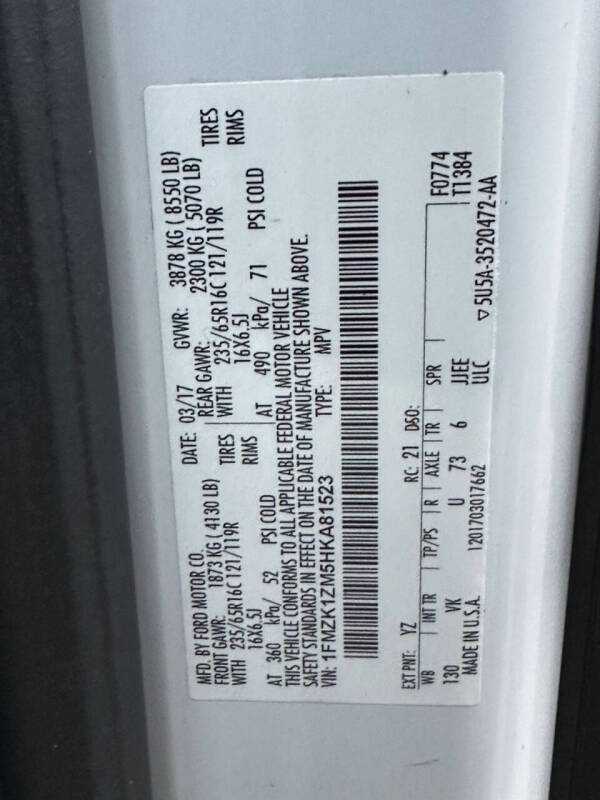 MFD. BY FORD MOTOR CO. DATE: 03/17 GVWR: 3878 KG ( 8550 LB)
FRONT GAWR: 1873 KG ( 4130 LB) REAR GAWR: 2300 KG ( 5070 LB)
WITH 235/65R16C 121/119R TIRES WITH 235/65R16C 121/119R TIRES
16X6.5J RIMS 16X6.5J RIMS
AT 360 kPa/ 52 PSI COLD AT 490 kPa/ 71 PSI COLD
THIS VEHICLE CONFORMS TO ALL APPLICABLE FEDERAL MOTOR VEHICLE
SAFETY STANDARDS IN EFFECT ON THE DATE OF MANUFACTURE SHOWN ABOVE.
VIN: 1FMZK1ZM5HKA81523 TYPE: MPV
EXT PNT: YZ RC: 21 DSO: F0774
WB INT TR TP/PS R AXLE TR SPR T1384
130 VK U 73 6 JJEE
MADE IN U.S.A. 1201703017662 ULC ▽5U5A-3520472-AA